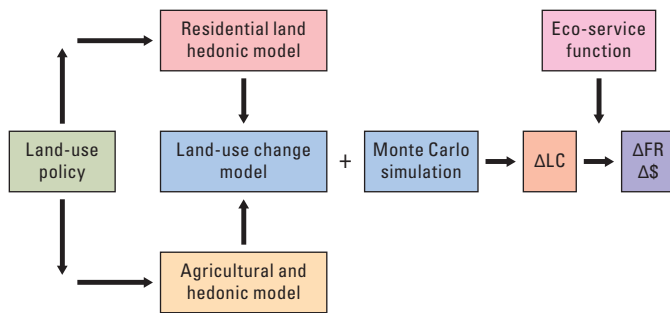 Residential land
hedonic model
Eco-service
function
Land-use
policy
Land-use change
model
+
Monte Carlo
simulation
ΔLC
ΔFR
Δ$
Agricultural and
hedonic model